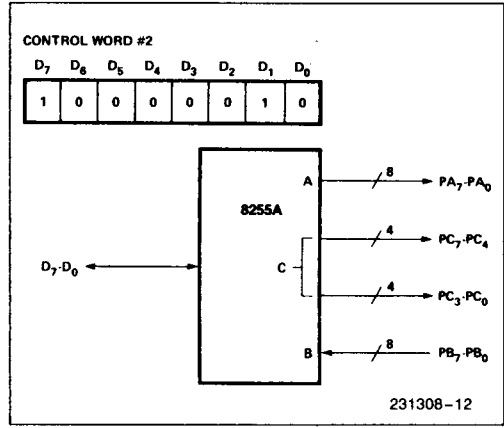 CONTROL WORD #2
D7 D6 D5 D4 D3 D2 D1 D0
1 0 0 0 0 0 1 0
8255A
A 8 PA7-PA0
4 PC7-PC4
D7-D0 C
4 PC3-PC0
B 8 PB7-PB0
231308-12